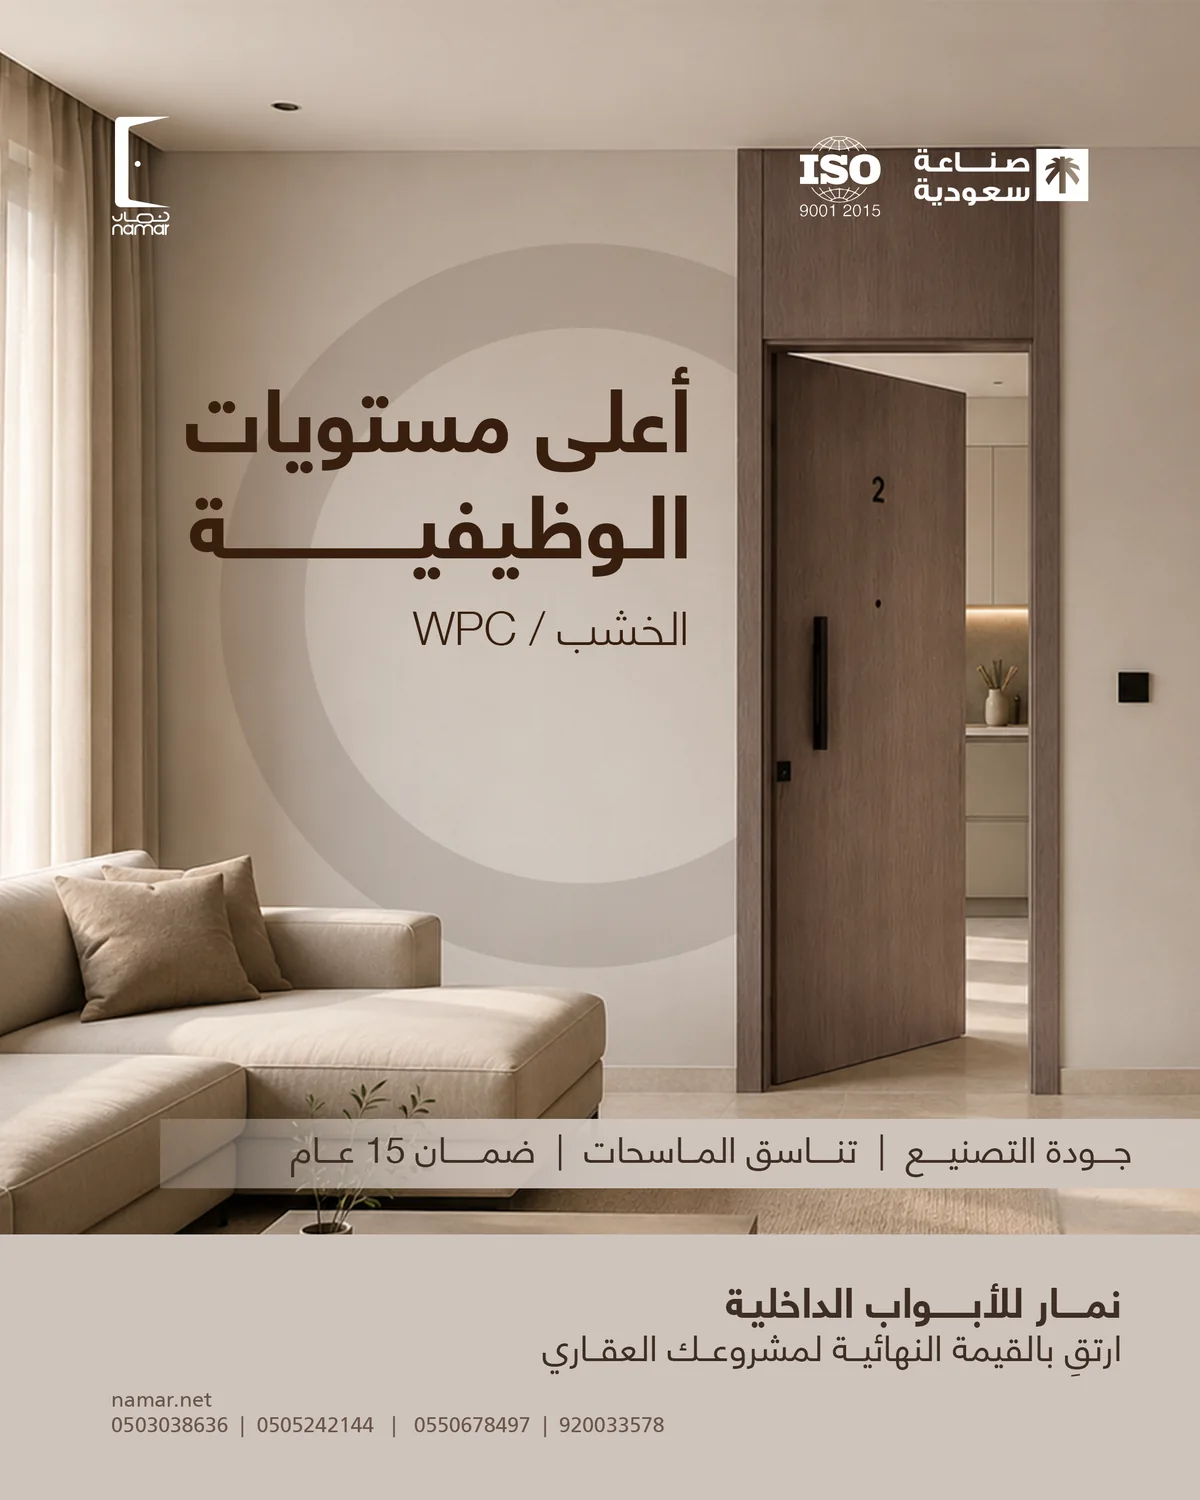 نمار
namar
ISO
9001 2015
صناعة
سعودية
أعلى مستويات
الوظيفية
الخشب / WPC
2
جودة التصنيع | تناسق الماسحات | ضمان 15 عام
نمار للأبواب الداخلية
ارتقِ بالقيمة النهائية لمشروعك العقاري
namar.net
0503038636 | 0505242144 | 0550678497 | 920033578